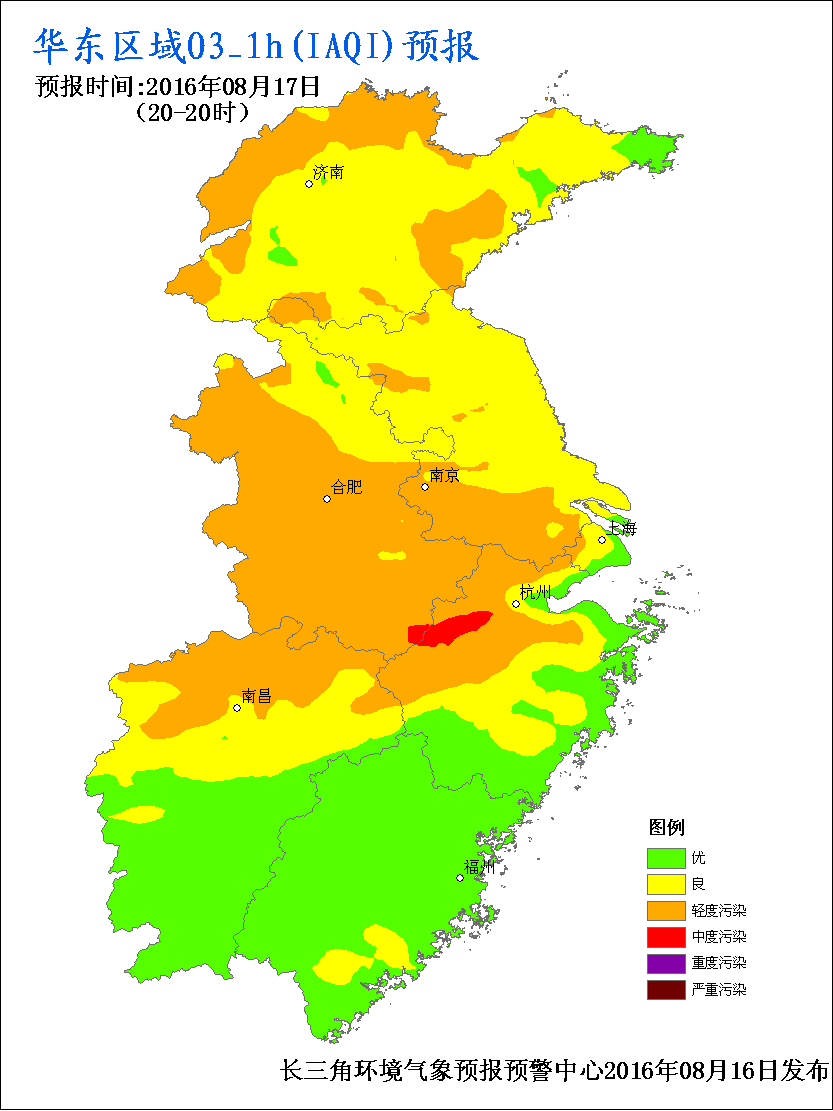 华东区域O3_1h(IAQI)预报
预报时间:2016年08月17日
（20-20时）
济南
南京
合肥
上海
杭州
南昌
福州
图例
优
良
轻度污染
中度污染
重度污染
严重污染
长三角环境气象预报预警中心2016年08月16日发布